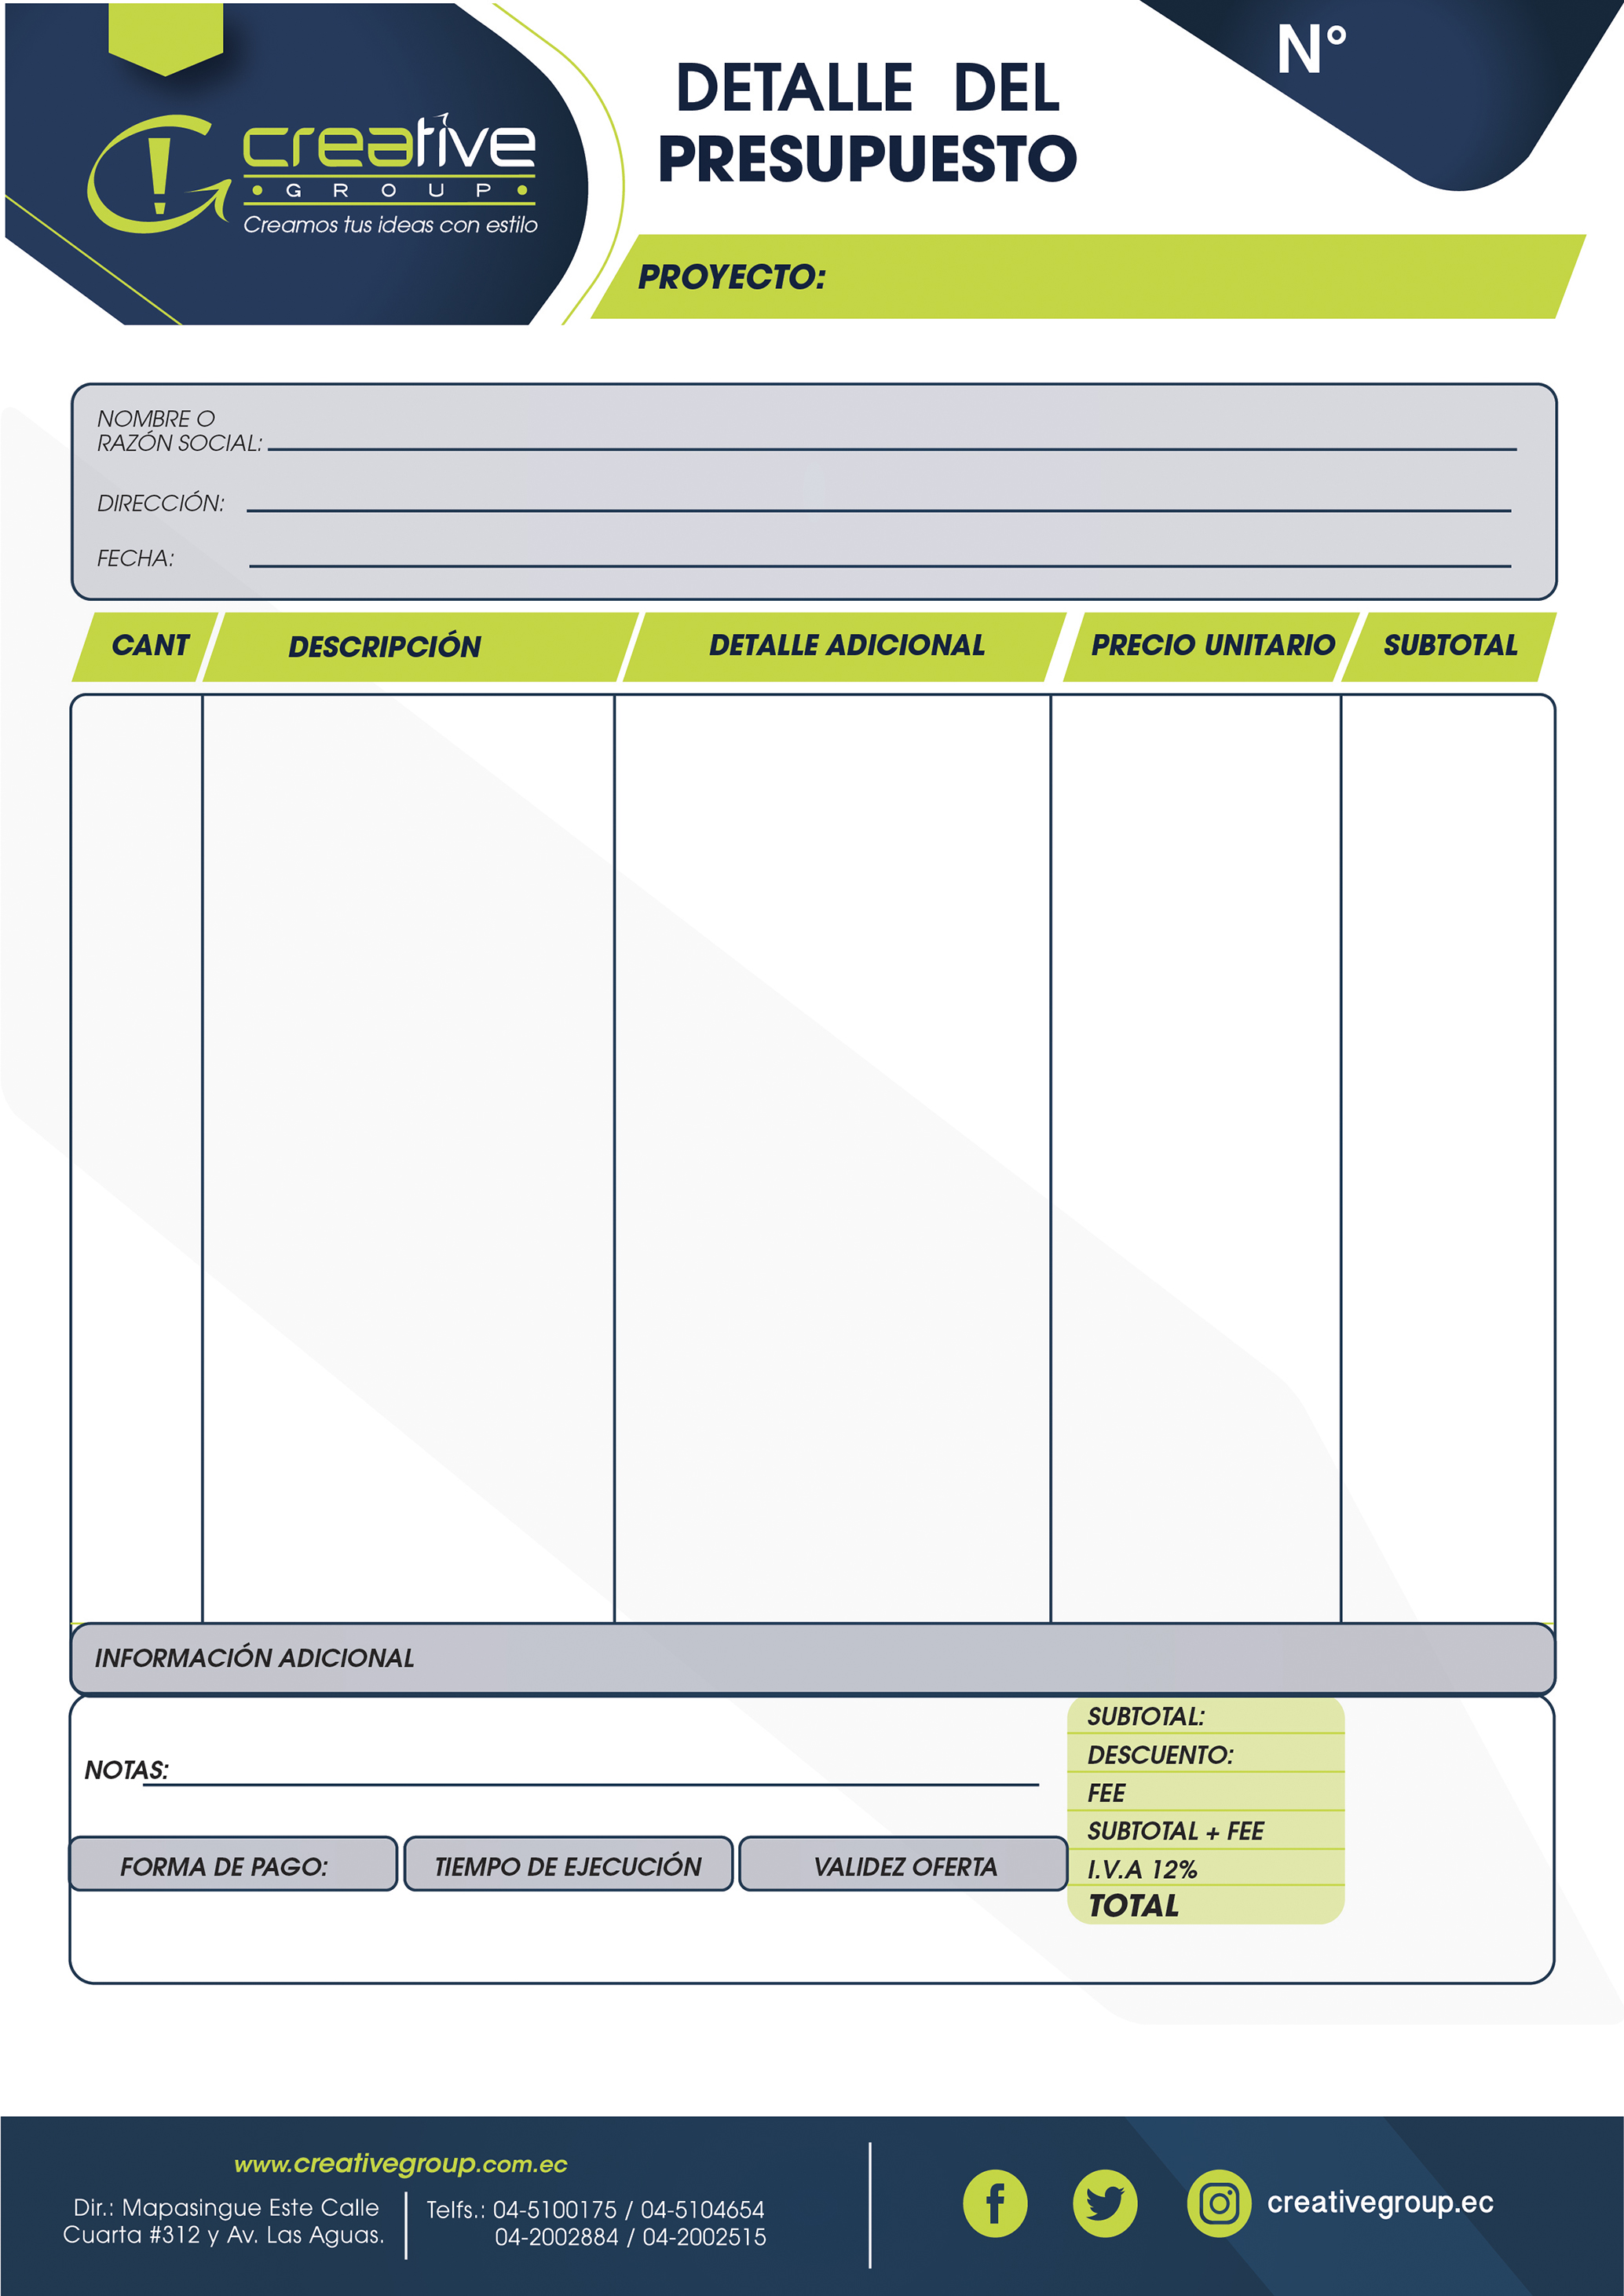 creative
GROUP
Creamos tus ideas con estilo
DETALLE DEL
PRESUPUESTO
N°
PROYECTO:
NOMBRE O
RAZÓN SOCIAL:
DIRECCIÓN:
FECHA:
CANT DESCRIPCIÓN DETALLE ADICIONAL PRECIO UNITARIO SUBTOTAL
INFORMACIÓN ADICIONAL
NOTAS:
FORMA DE PAGO: TIEMPO DE EJECUCIÓN VALIDEZ OFERTA
SUBTOTAL:
DESCUENTO:
FEE
SUBTOTAL + FEE
I.V.A 12%
TOTAL
www.creativegroup.com.ec
Dir.: Mapasingue Este Calle
Cuarta #312 y Av. Las Aguas.
Telfs.: 04-5100175 / 04-5104654
04-2002884 / 04-2002515
creativegroup.ec